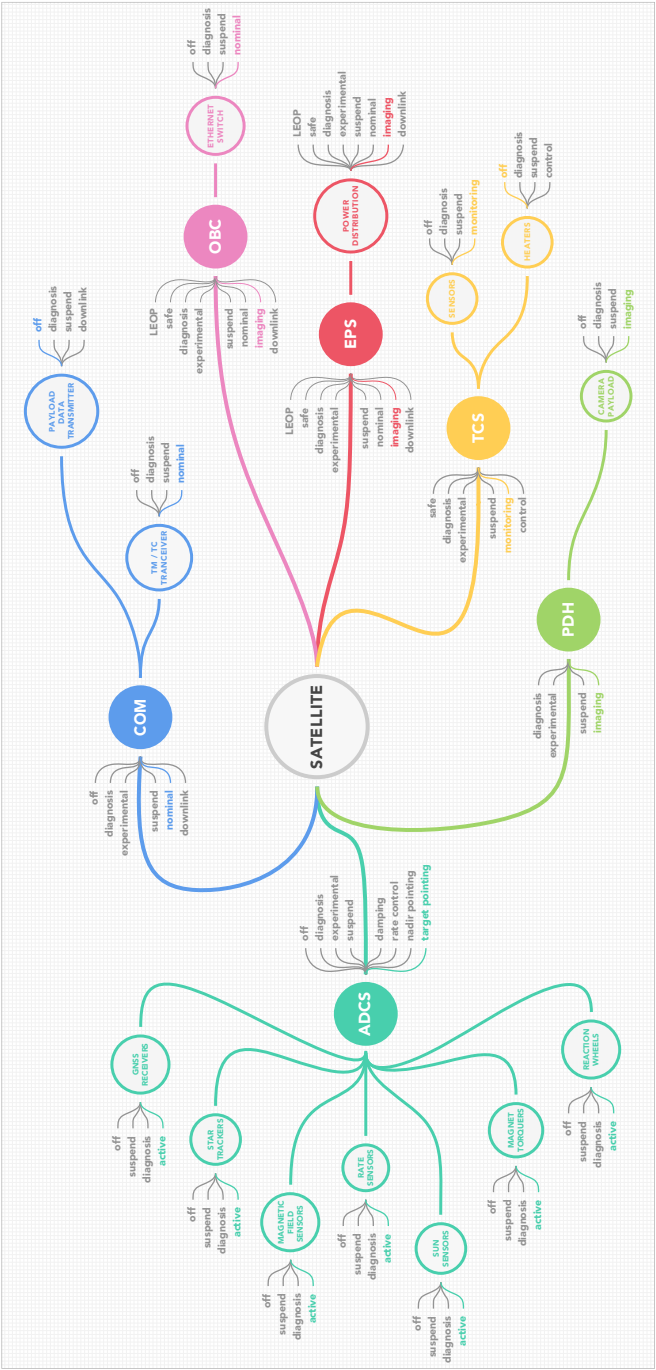 SATELLITE
COM
off
diagnosis
experimental
suspend
nominal
downlink
PAYLOAD
DATA
TRANSMITTER
off
diagnosis
suspend
downlink
TM / TC
TRANCEIVER
off
diagnosis
suspend
nominal
OBC
LEOP
safe
diagnosis
experimental
suspend
nominal
imaging
downlink
ETHERNET
SWITCH
off
diagnosis
suspend
nominal
EPS
LEOP
safe
diagnosis
experimental
suspend
nominal
imaging
downlink
POWER
DISTRIBUTION
LEOP
safe
diagnosis
experimental
suspend
nominal
imaging
downlink
TCS
safe
diagnosis
experimental
suspend
monitoring
control
SENSORS
off
diagnosis
suspend
monitoring
HEATERS
off
diagnosis
suspend
control
PDH
diagnosis
experimental
suspend
imaging
CAMERA
PAYLOAD
off
diagnosis
suspend
imaging
ADCS
off
diagnosis
experimental
suspend
damping
rate control
nadir pointing
target pointing
GNSS
RECEIVERS
off
suspend
diagnosis
active
STAR
TRACKERS
off
suspend
diagnosis
active
MAGNETIC
FIELD
SENSORS
off
suspend
diagnosis
active
RATE
SENSORS
off
suspend
diagnosis
active
SUN
SENSORS
off
suspend
diagnosis
active
MAGNET
TORQUERS
off
suspend
diagnosis
active
REACTION
WHEELS
off
suspend
diagnosis
active